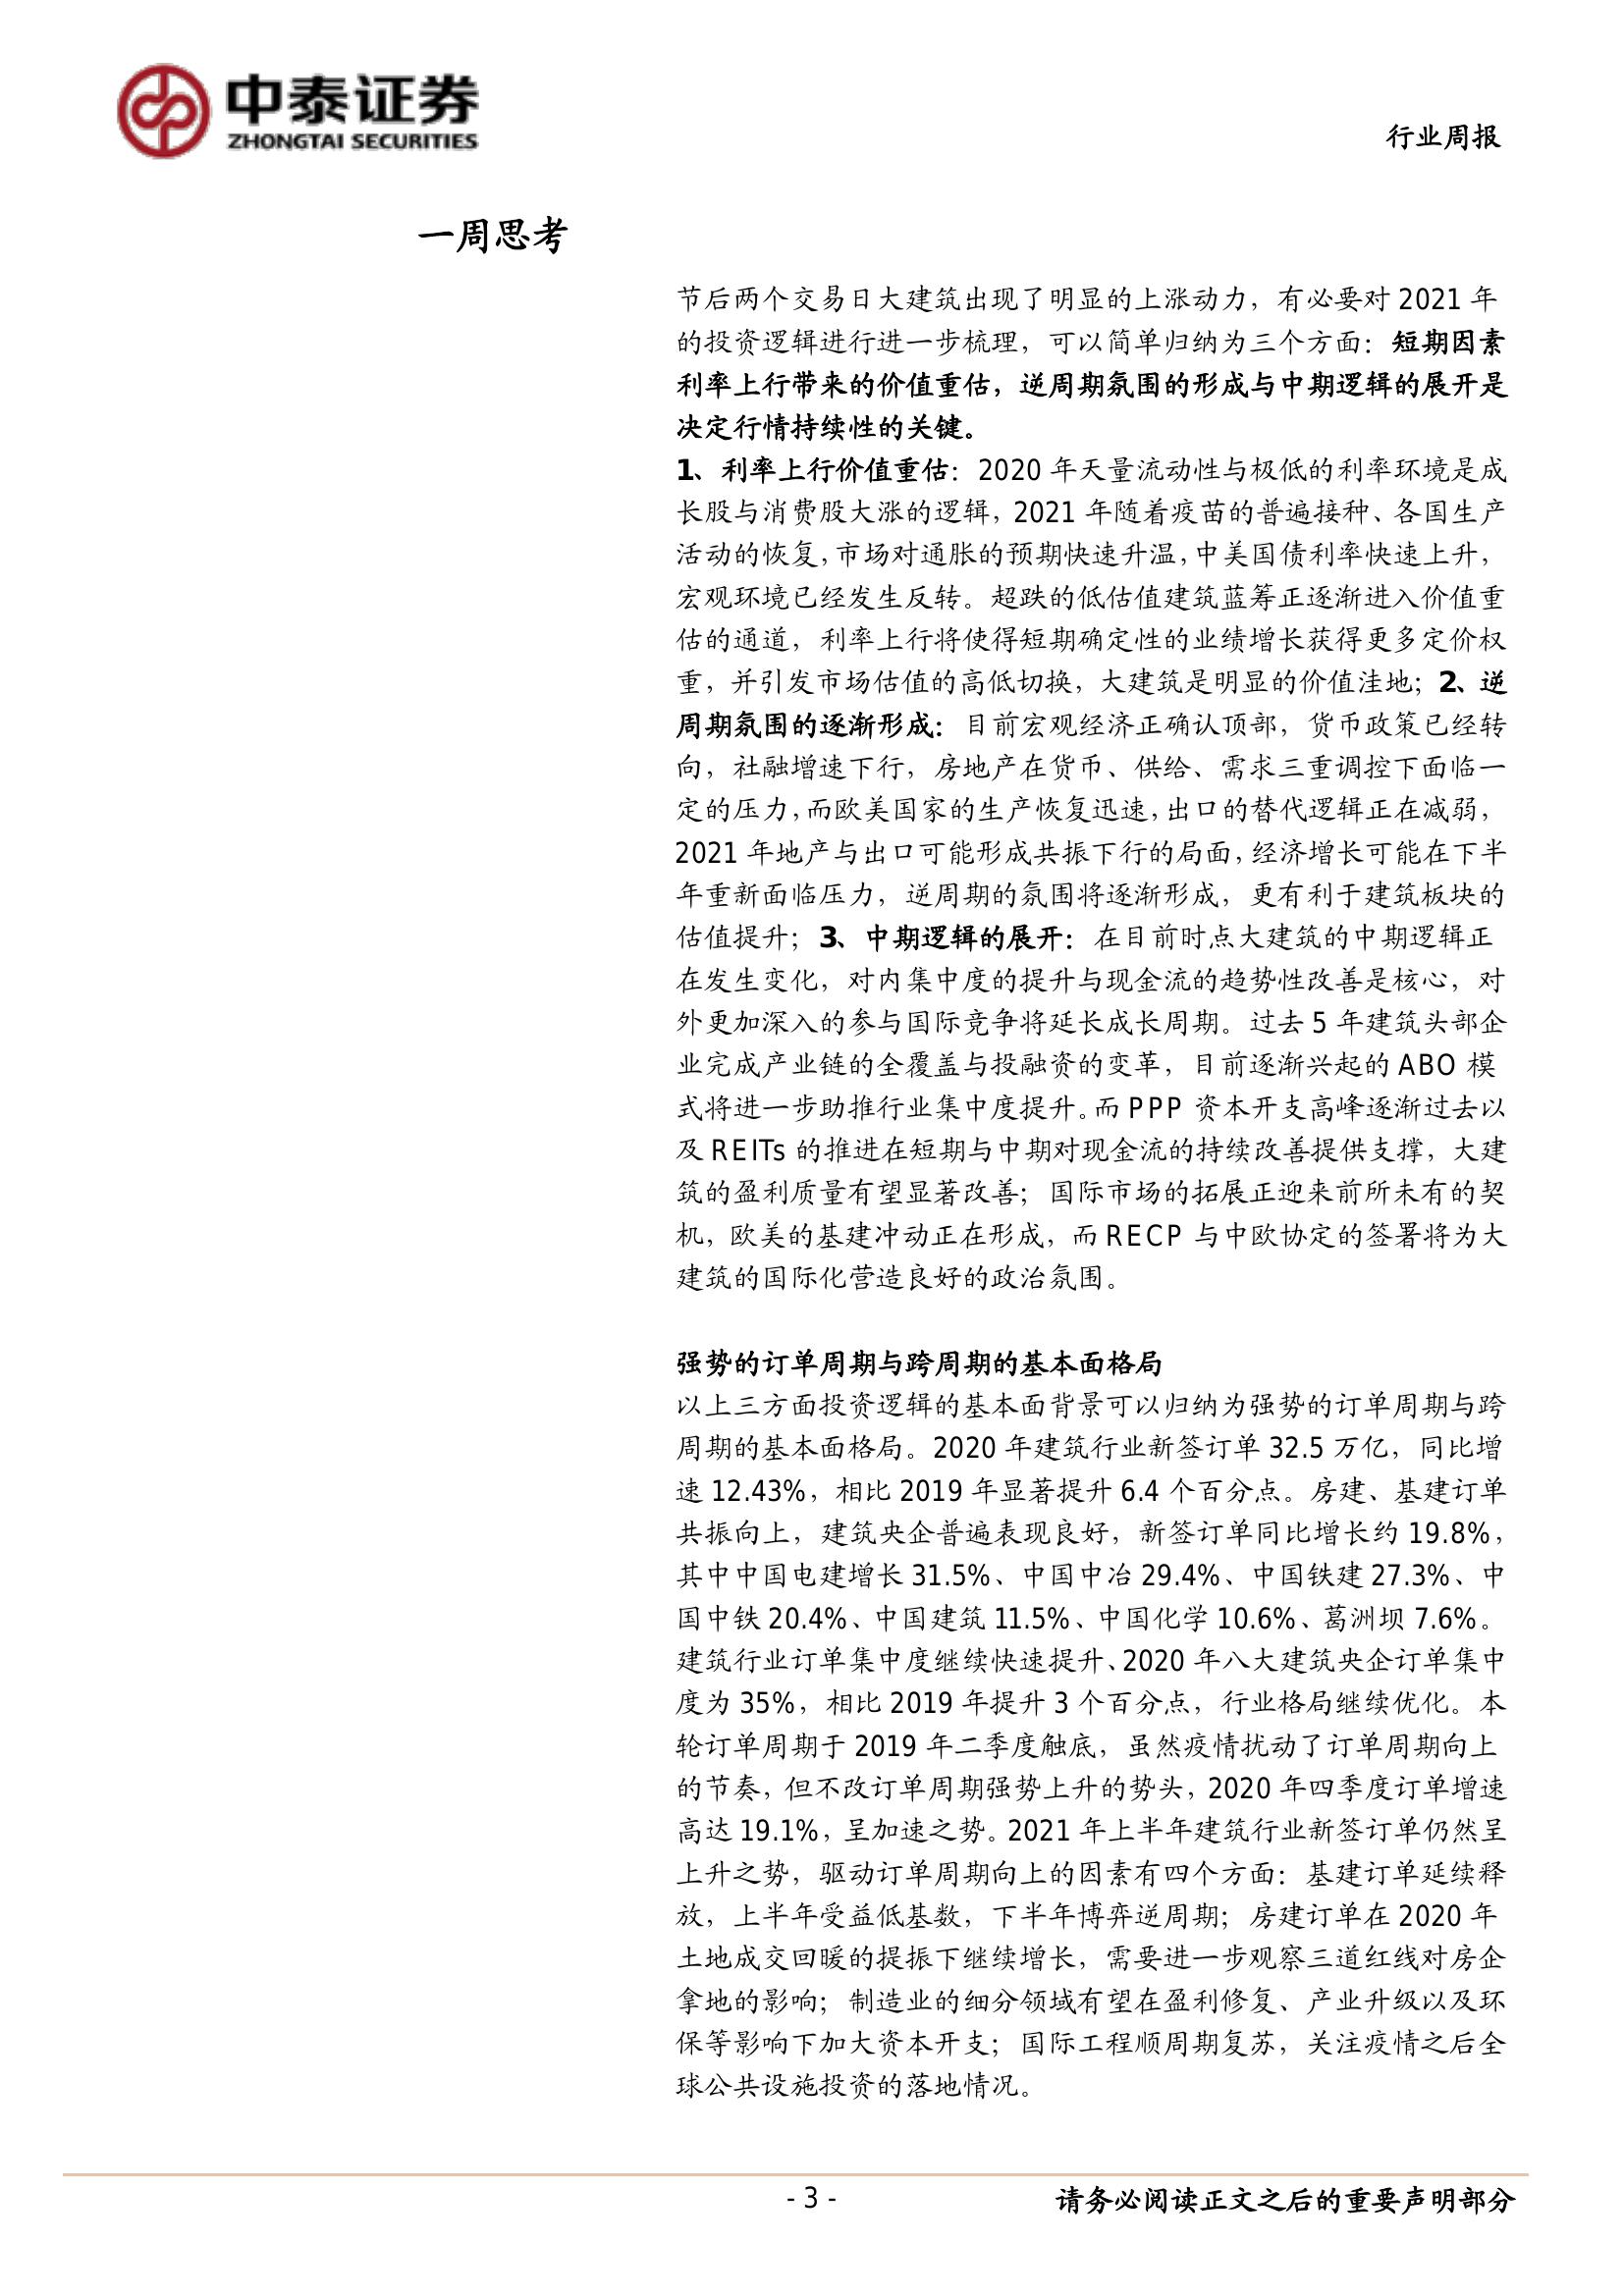 中泰证券
ZHONGTAI SECURITIES
行业周报
一周思考
节后两个交易日大建筑出现了明显的上涨动力，有必要对 2021 年
的投资逻辑进行进一步梳理，可以简单归纳为三个方面：短期因素
利率上行带来的价值重估，逆周期氛围的形成与中期逻辑的展开是
决定行情持续性的关键。
1、利率上行价值重估：2020 年天量流动性与极低的利率环境是成
长股与消费股大涨的逻辑，2021 年随着疫苗的普遍接种、各国生产
活动的恢复，市场对通胀的预期快速升温，中美国债利率快速上升，
宏观环境已经发生反转。超跌的低估值建筑蓝筹正逐渐进入价值重
估的通道，利率上行将使得短期确定性的业绩增长获得更多定价权
重，并引发市场估值的高低切换，大建筑是明显的价值洼地；2、逆
周期氛围的逐渐形成：目前宏观经济正确认顶部，货币政策已经转
向，社融增速下行，房地产在货币、供给、需求三重调控下面临一
定的压力，而欧美国家的生产恢复迅速，出口的替代逻辑正在减弱，
2021 年地产与出口可能形成共振下行的局面，经济增长可能在下半
年重新面临压力，逆周期的氛围将逐渐形成，更有利于建筑板块的
估值提升；3、中期逻辑的展开：在目前时点大建筑的中期逻辑正
在发生变化，对内集中度的提升与现金流的趋势性改善是核心，对
外更加深入的参与国际竞争将延长成长周期。过去 5 年建筑头部企
业完成产业链的全覆盖与投融资的变革，目前逐渐兴起的 ABO 模
式将进一步助推行业集中度提升。而 PPP 资本开支高峰逐渐过去以
及 REITs 的推进在短期与中期对现金流的持续改善提供支撑，大建
筑的盈利质量有望显著改善；国际市场的拓展正迎来前所未有的契
机，欧美的基建冲动正在形成，而 RECP 与中欧协定的签署将为大
建筑的国际化营造良好的政治氛围。
强势的订单周期与跨周期的基本面格局
以上三方面投资逻辑的基本面背景可以归纳为强势的订单周期与跨
周期的基本面格局。2020 年建筑行业新签订单 32.5 万亿，同比增
速 12.43%，相比 2019 年显著提升 6.4 个百分点。房建、基建订单
共振向上，建筑央企普遍表现良好，新签订单同比增长约 19.8%，
其中中国电建增长 31.5%、中国中冶 29.4%、中国铁建 27.3%、中
国中铁 20.4%、中国建筑 11.5%、中国化学 10.6%、葛洲坝 7.6%。
建筑行业订单集中度继续快速提升、2020 年八大建筑央企订单集中
度为 35%，相比 2019 年提升 3 个百分点，行业格局继续优化。本
轮订单周期于 2019 年二季度触底，虽然疫情扰动了订单周期向上
的节奏，但不改订单周期强势上升的势头，2020 年四季度订单增速
高达 19.1%，呈加速之势。2021 年上半年建筑行业新签订单仍然呈
上升之势，驱动订单周期向上的因素有四个方面：基建订单延续释
放，上半年受益低基数，下半年博弈逆周期；房建订单在 2020 年
土地成交回暖的提振下继续增长，需要进一步观察三道红线对房企
拿地的影响；制造业的细分领域有望在盈利修复、产业升级以及环
保等影响下加大资本开支；国际工程顺周期复苏，关注疫情之后全
球公共设施投资的落地情况。
- 3 -
请务必阅读正文之后的重要声明部分